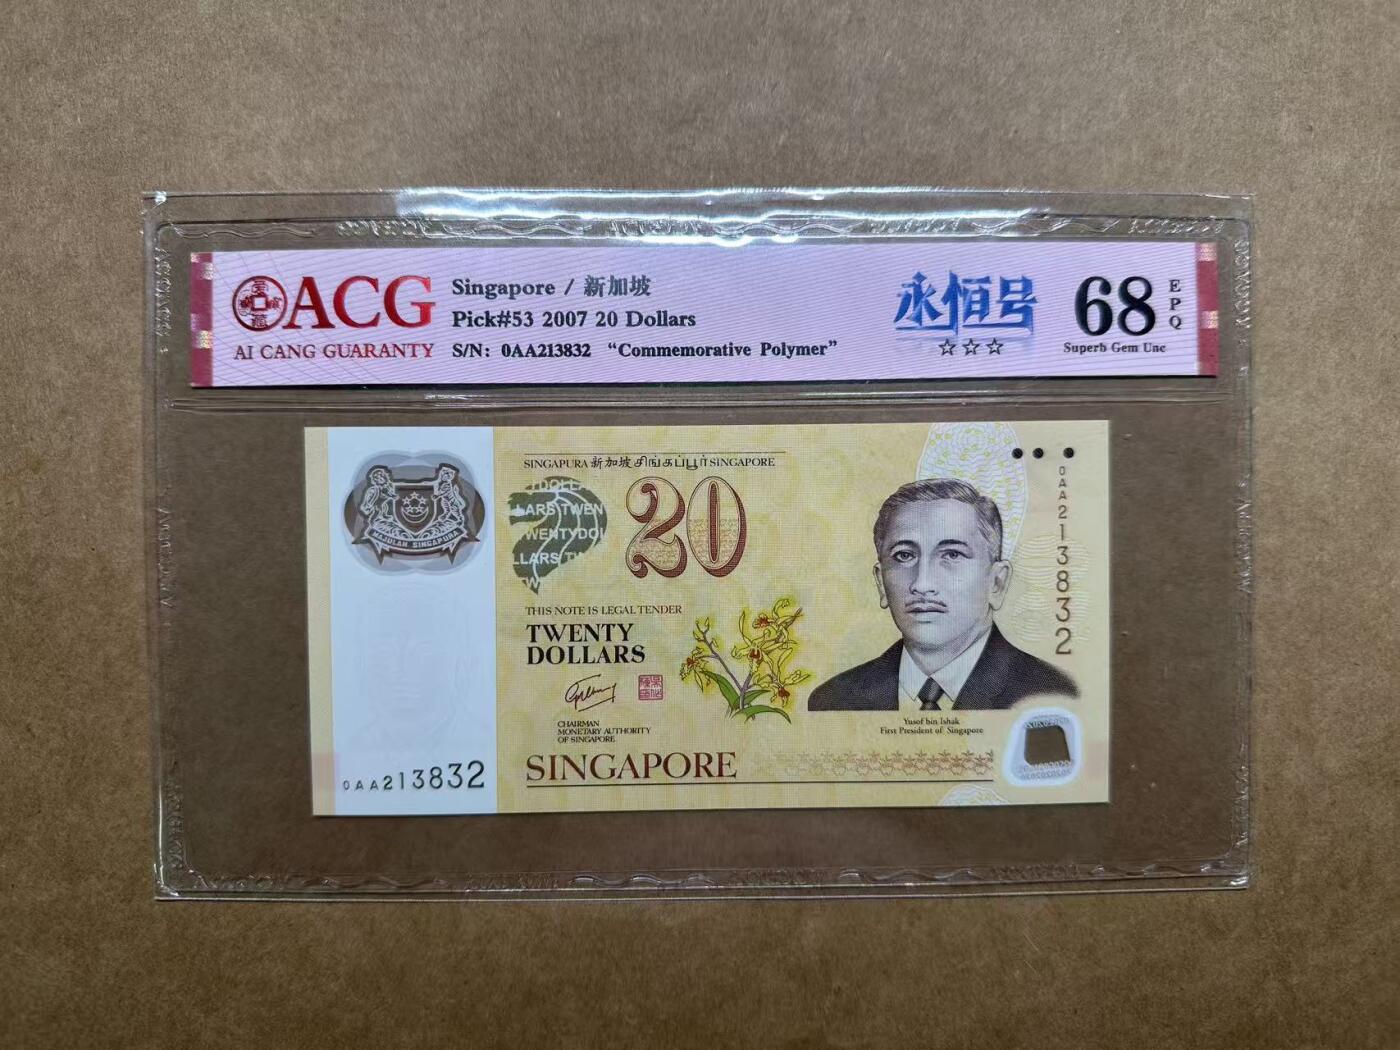 ACG
AI CANG GUARANTY
Singapore / 新加坡
Pick#53 2007 20 Dollars
S/N: 0AA213832 “Commemorative Polymer”
永恒号
☆☆☆
68
EPQ
Superb Gem Unc
SINGAPURA 新加坡 சிங்கப்பூர் SINGAPORE
20
0AA213832
MAJULAH SINGAPURA
THIS NOTE IS LEGAL TENDER
TWENTY
DOLLARS
CHAIRMAN
MONETARY AUTHORITY
OF SINGAPORE
Yusof bin Ishak
First President of Singapore
SINGAPORE
0AA213832